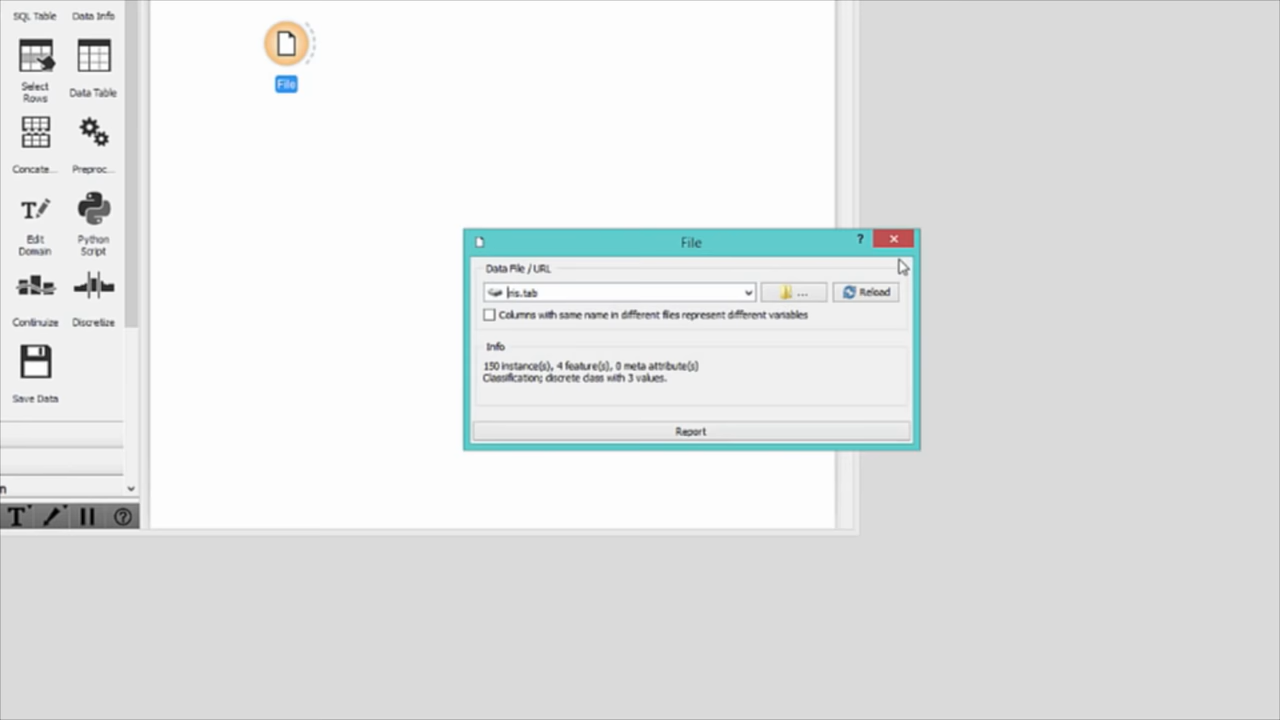 SQL Table
Data Info
Select
Rows
Data Table
Concate...
Preproc...
Edit
Domain
Python
Script
Continuize
Discretize
Save Data
n
T
?
File
File
?
Data File / URL
iris.tab
...
Reload
Columns with same name in different files represent different variables
Info
150 instance(s), 4 feature(s), 0 meta attribute(s)
Classification; discrete class with 3 values.
Report